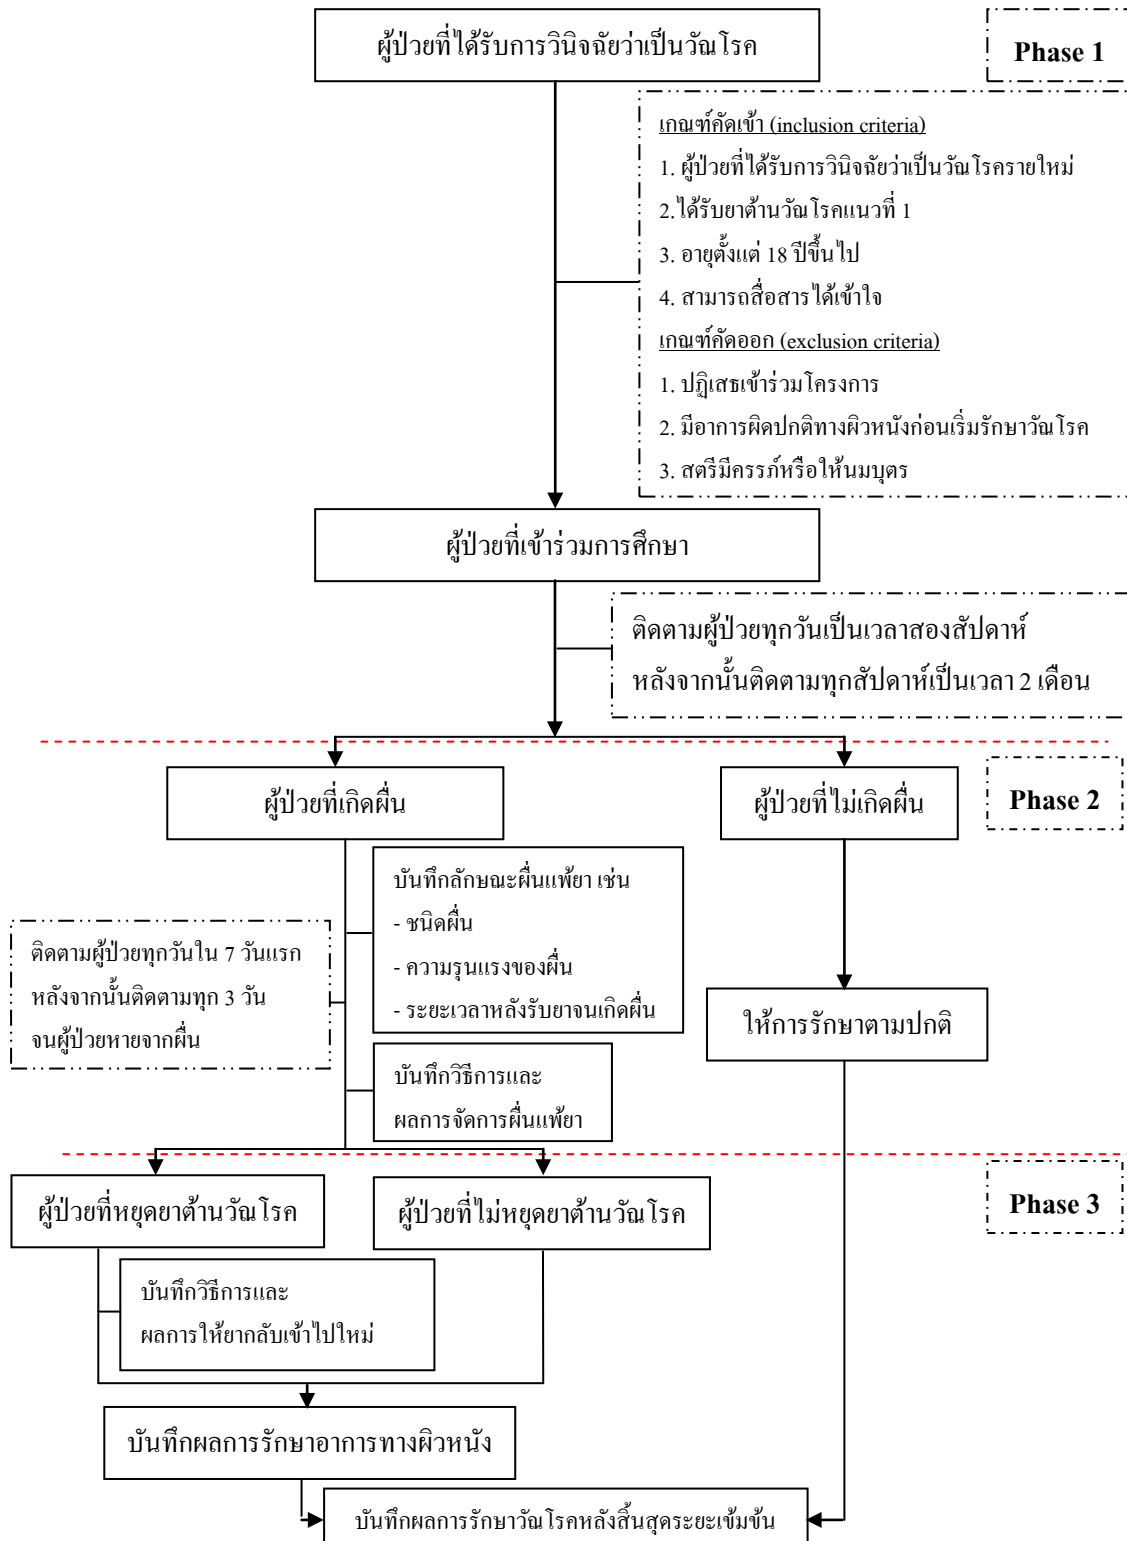 ผู้ป่วยที่ได้รับการวินิจฉัยว่าเป็นวัณโรค
Phase 1
เกณฑ์คัดเข้า (inclusion criteria)
1. ผู้ป่วยที่ได้รับการวินิจฉัยว่าเป็นวัณโรครายใหม่
2.ได้รับยาต้านวัณโรคแนวที่ 1
3. อายุตั้งแต่ 18 ปีขึ้นไป
4. สามารถสื่อสารได้เข้าใจ
เกณฑ์คัดออก (exclusion criteria)
1. ปฏิเสธเข้าร่วมโครงการ
2. มีอาการผิดปกติทางผิวหนังก่อนเริ่มรักษาวัณโรค
3. สตรีมีครรภ์หรือให้นมบุตร
ผู้ป่วยที่เข้าร่วมการศึกษา
ติดตามผู้ป่วยทุกวันเป็นเวลาสองสัปดาห์
หลังจากนั้นติดตามทุกสัปดาห์เป็นเวลา 2 เดือน
ผู้ป่วยที่เกิดผื่น
ผู้ป่วยที่ไม่เกิดผื่น
Phase 2
บันทึกลักษณะผื่นแพ้ยา เช่น
- ชนิดผื่น
- ความรุนแรงของผื่น
- ระยะเวลาหลังรับยาจนเกิดผื่น
ติดตามผู้ป่วยทุกวันใน 7 วันแรก
หลังจากนั้นติดตามทุก 3 วัน
จนผู้ป่วยหายจากผื่น
ให้การรักษาตามปกติ
บันทึกวิธีการและ
ผลการจัดการผื่นแพ้ยา
ผู้ป่วยที่หยุดยาต้านวัณโรค
ผู้ป่วยที่ไม่หยุดยาต้านวัณโรค
Phase 3
บันทึกวิธีการและ
ผลการให้ยากลับเข้าไปใหม่
บันทึกผลการรักษาอาการทางผิวหนัง
บันทึกผลการรักษาวัณโรคหลังสิ้นสุดระยะเข้มข้น